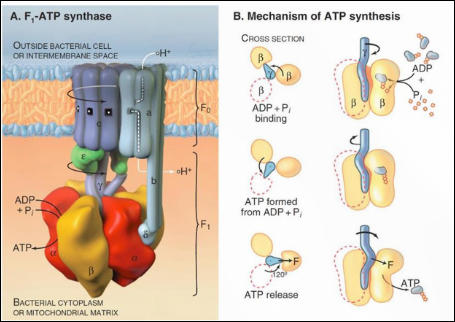 A. F₁-ATP synthase
OUTSIDE BACTERIAL CELL
OR INTERMEMBRANE SPACE
H⁺
a
c
F₀
ε
H⁺
γ
b
F₁
ADP
+ Pᵢ
ATP
α
β
α
δ
BACTERIAL CYTOPLASM
OR MITOCHONDRIAL MATRIX
B. Mechanism of ATP synthesis
CROSS SECTION
β
γ
β
β
ADP + Pᵢ
binding
γ
β
β
ADP
+
Pᵢ
ATP formed
from ADP + Pᵢ
F
120°
ATP release
F
ATP